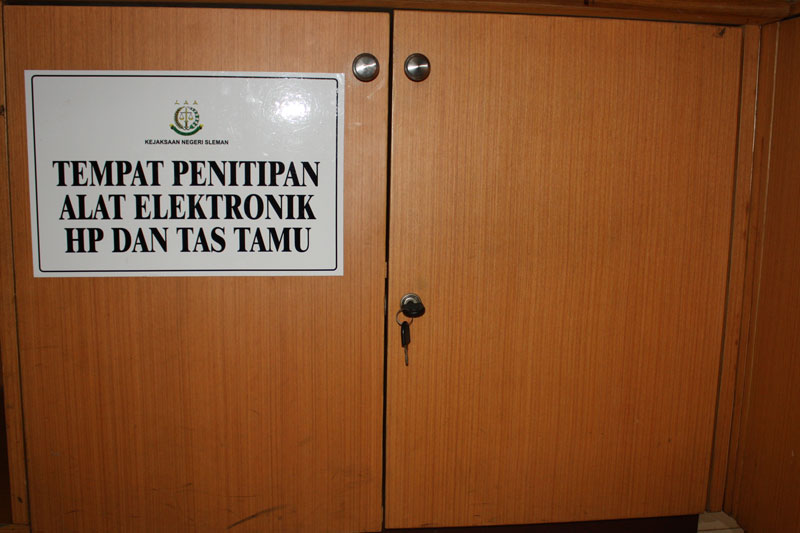 KEJAKSAAN NEGERI SLEMAN
TEMPAT PENITIPAN
ALAT ELEKTRONIK
HP DAN TAS TAMU